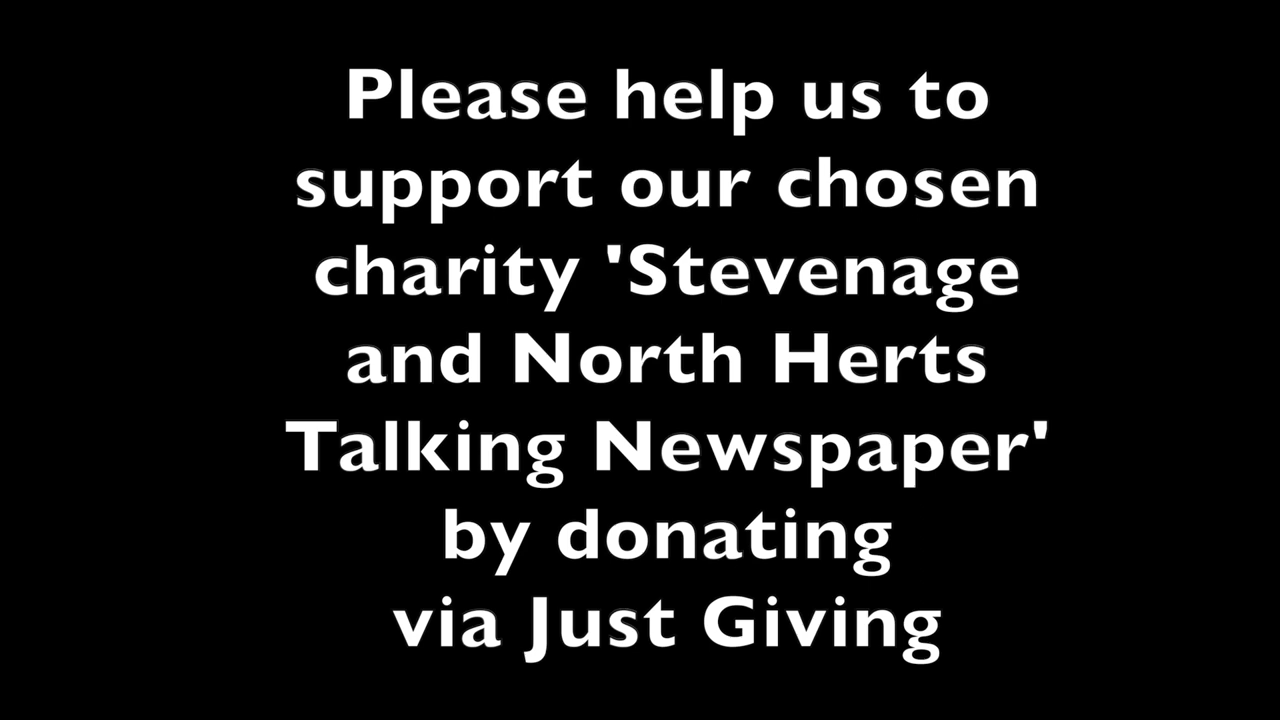 Please help us to
support our chosen
charity 'Stevenage
and North Herts
Talking Newspaper'
by donating
via Just Giving